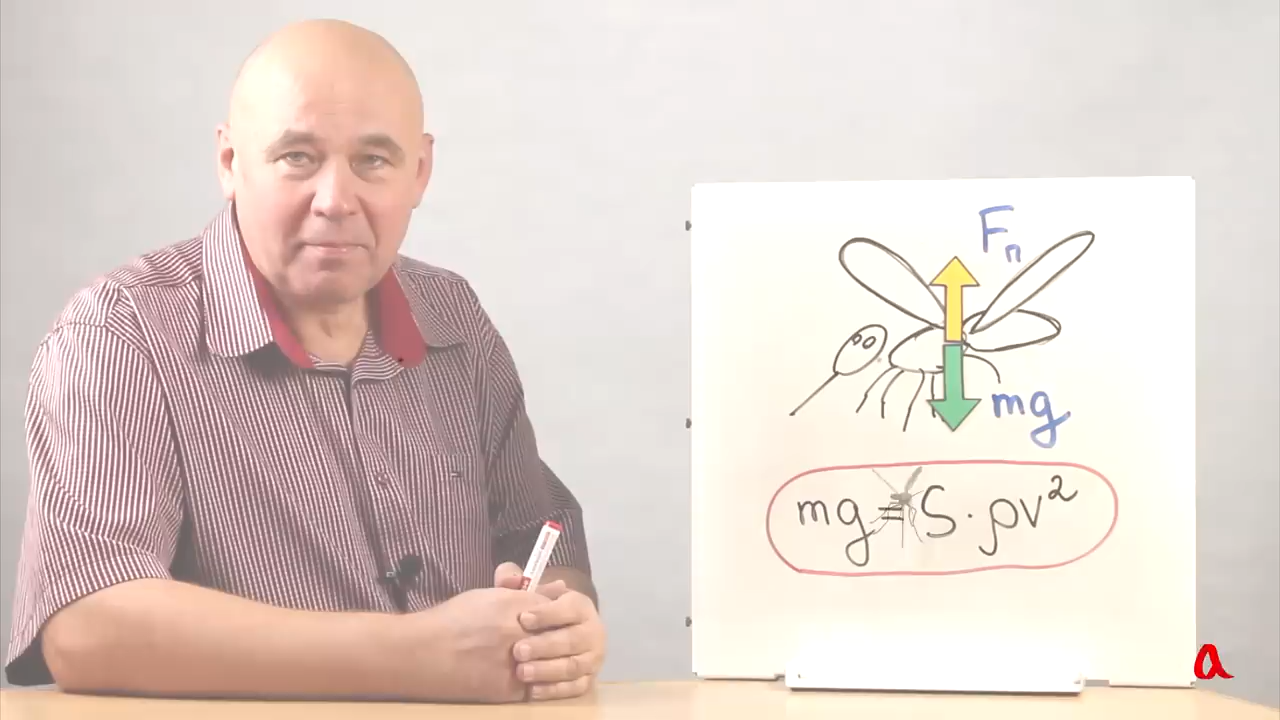 Fп
mg
mg = S · ρv²
a